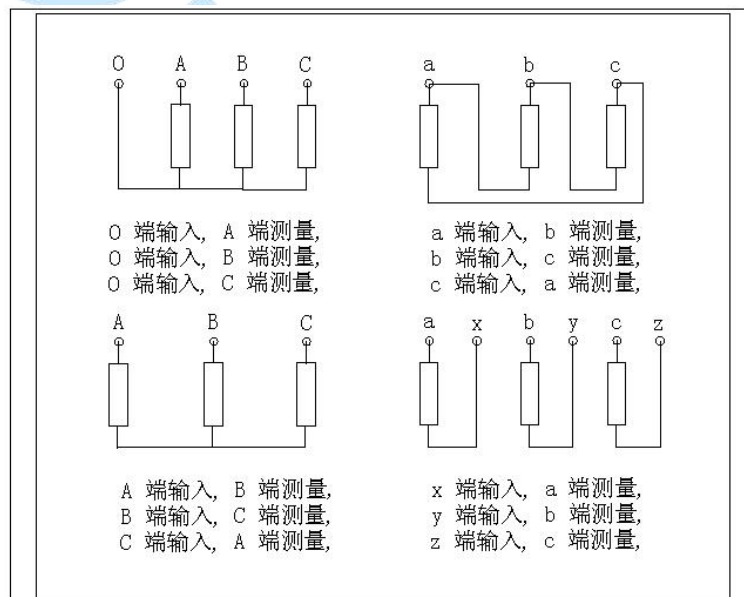 O A B C
O 端输入, A 端测量,
O 端输入, B 端测量,
O 端输入, C 端测量,
a b c
a 端输入, b 端测量,
b 端输入, c 端测量,
c 端输入, a 端测量,
A B C
A 端输入, B 端测量,
B 端输入, C 端测量,
C 端输入, A 端测量,
a x b y c z
x 端输入, a 端测量,
y 端输入, b 端测量,
z 端输入, c 端测量,